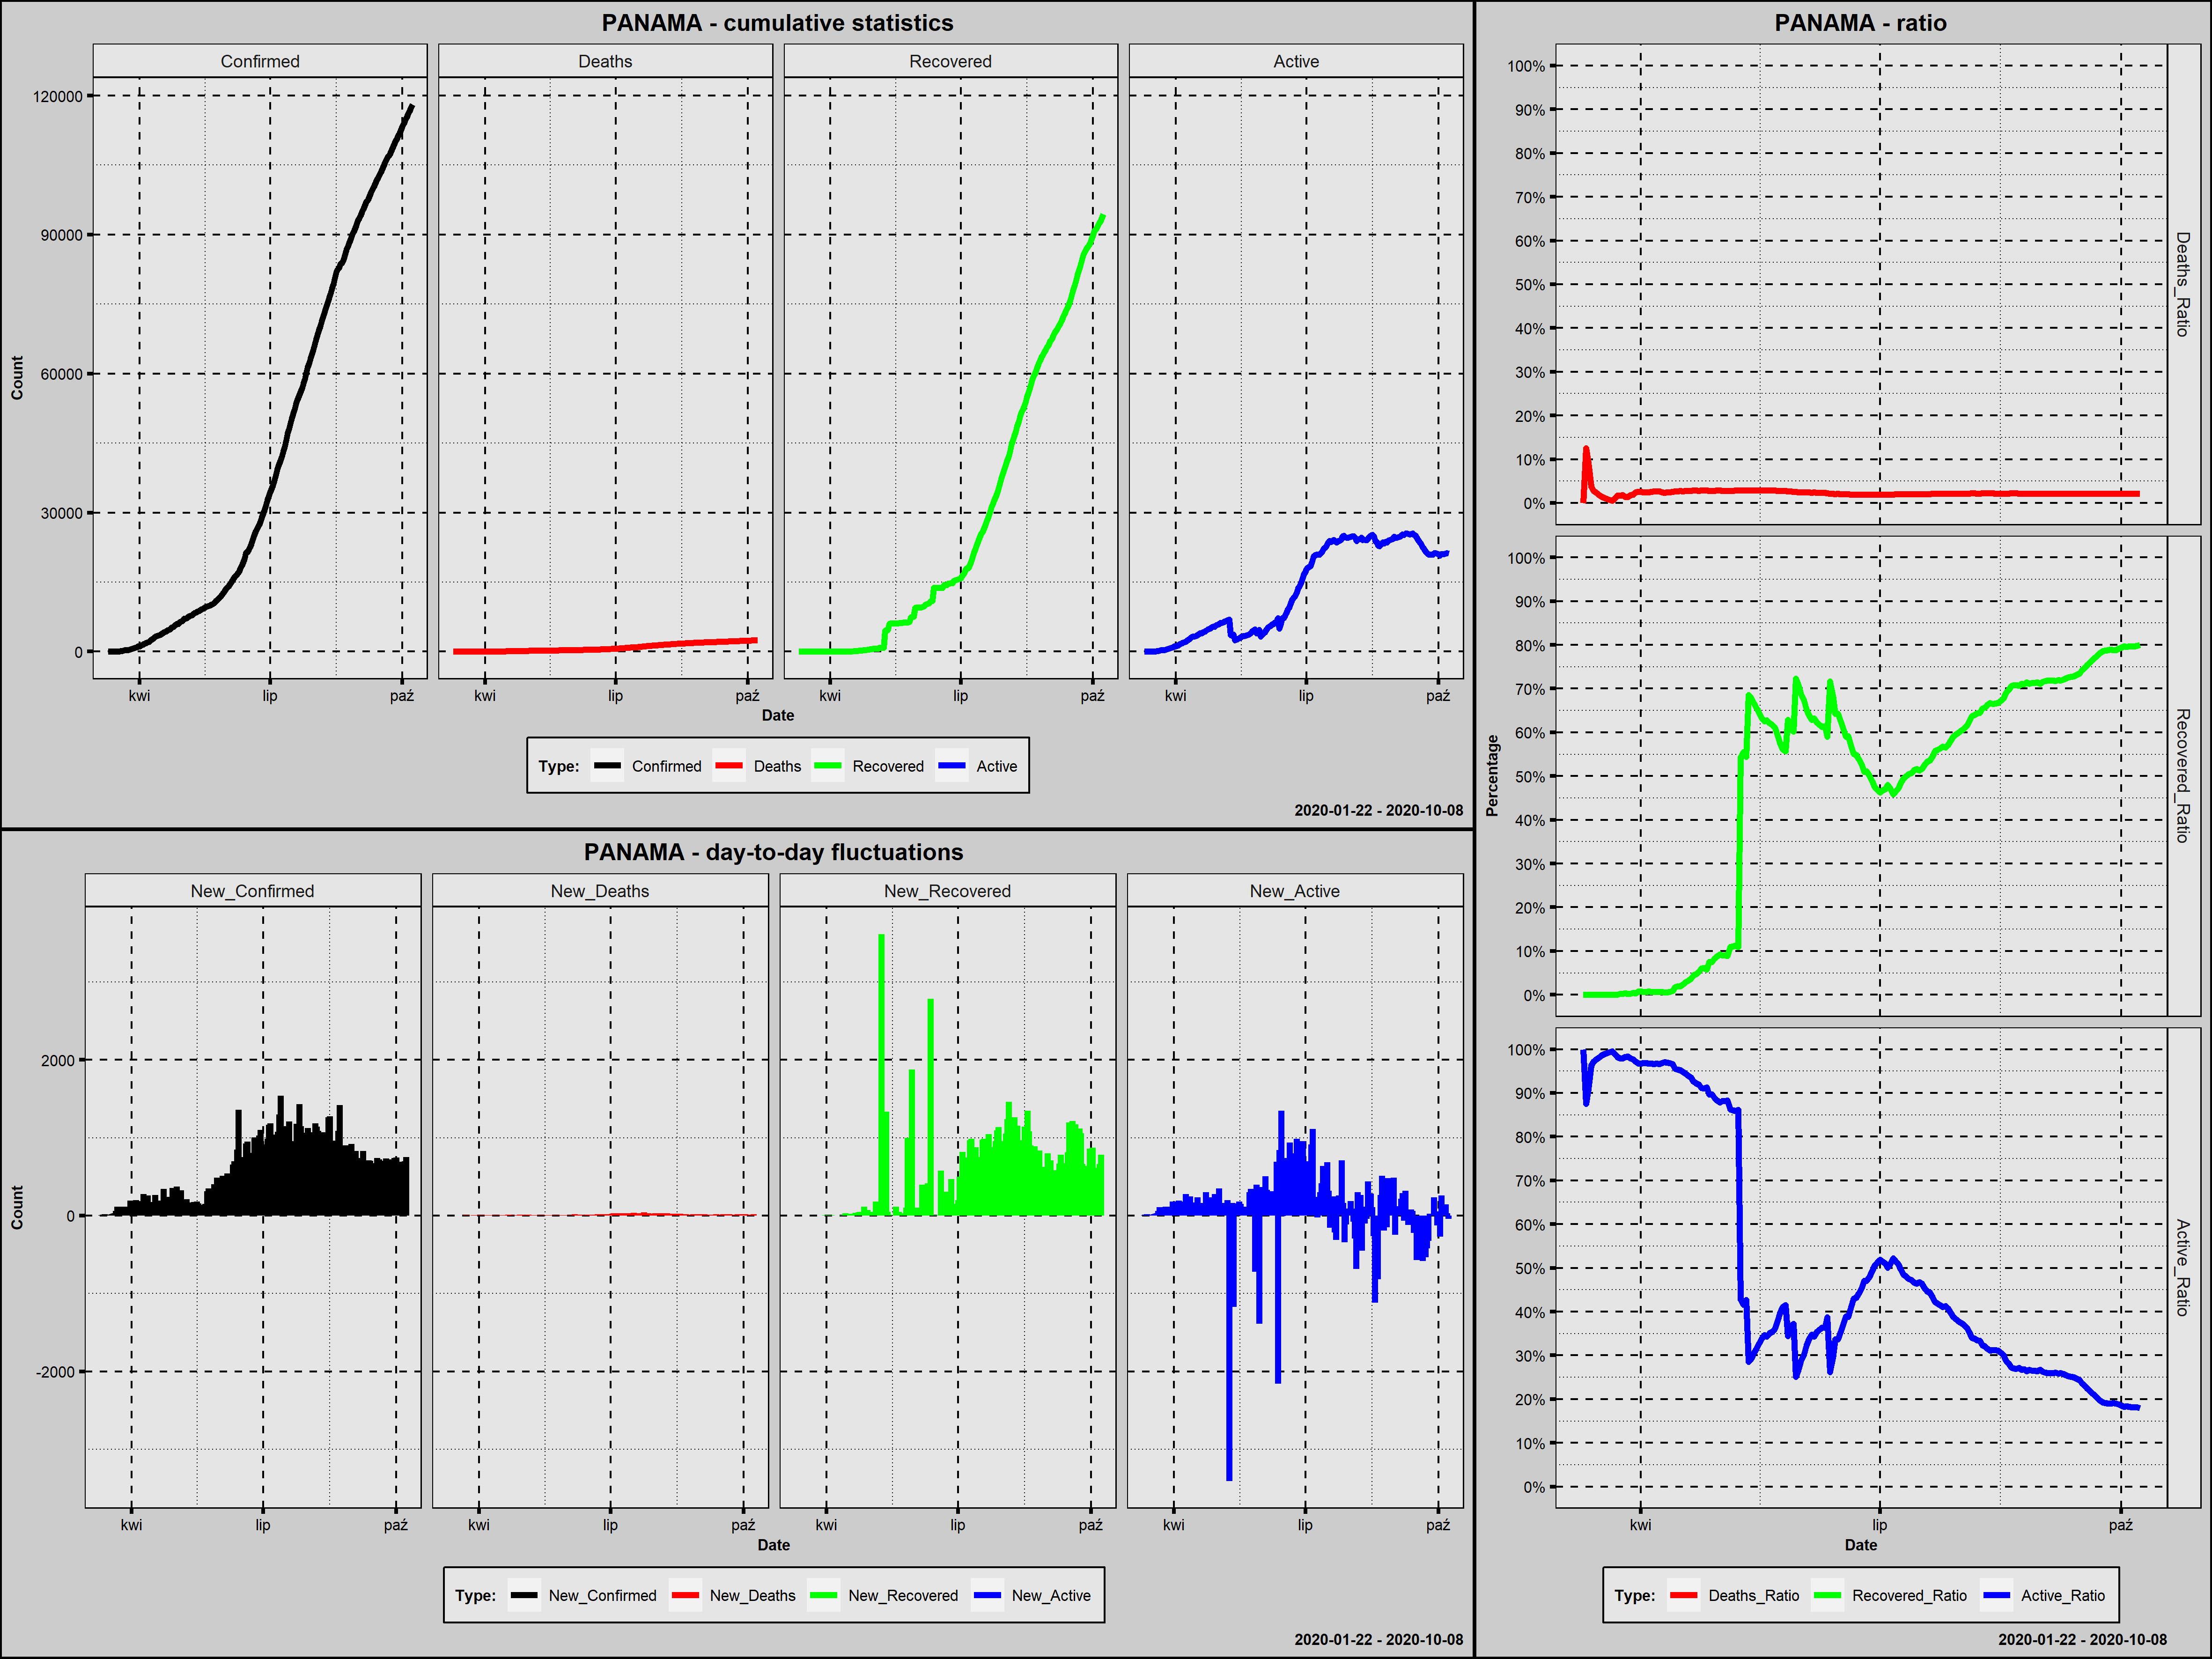 PANAMA - cumulative statistics
Confirmed Deaths Recovered Active
120000
90000
60000
30000
0
Count
kwi lip paź kwi lip paź kwi lip paź kwi lip paź
Date
Type: Confirmed Deaths Recovered Active
2020-01-22 - 2020-10-08
PANAMA - day-to-day fluctuations
New_Confirmed New_Deaths New_Recovered New_Active
2000
0
-2000
Count
kwi lip paź kwi lip paź kwi lip paź kwi lip paź
Date
Type: New_Confirmed New_Deaths New_Recovered New_Active
2020-01-22 - 2020-10-08
PANAMA - ratio
100%
90%
80%
70%
60%
50%
40%
30%
20%
10%
0%
Deaths_Ratio
100%
90%
80%
70%
60%
50%
40%
30%
20%
10%
0%
Recovered_Ratio
100%
90%
80%
70%
60%
50%
40%
30%
20%
10%
0%
Active_Ratio
Percentage
kwi lip paź
Date
Type: Deaths_Ratio Recovered_Ratio Active_Ratio
2020-01-22 - 2020-10-08